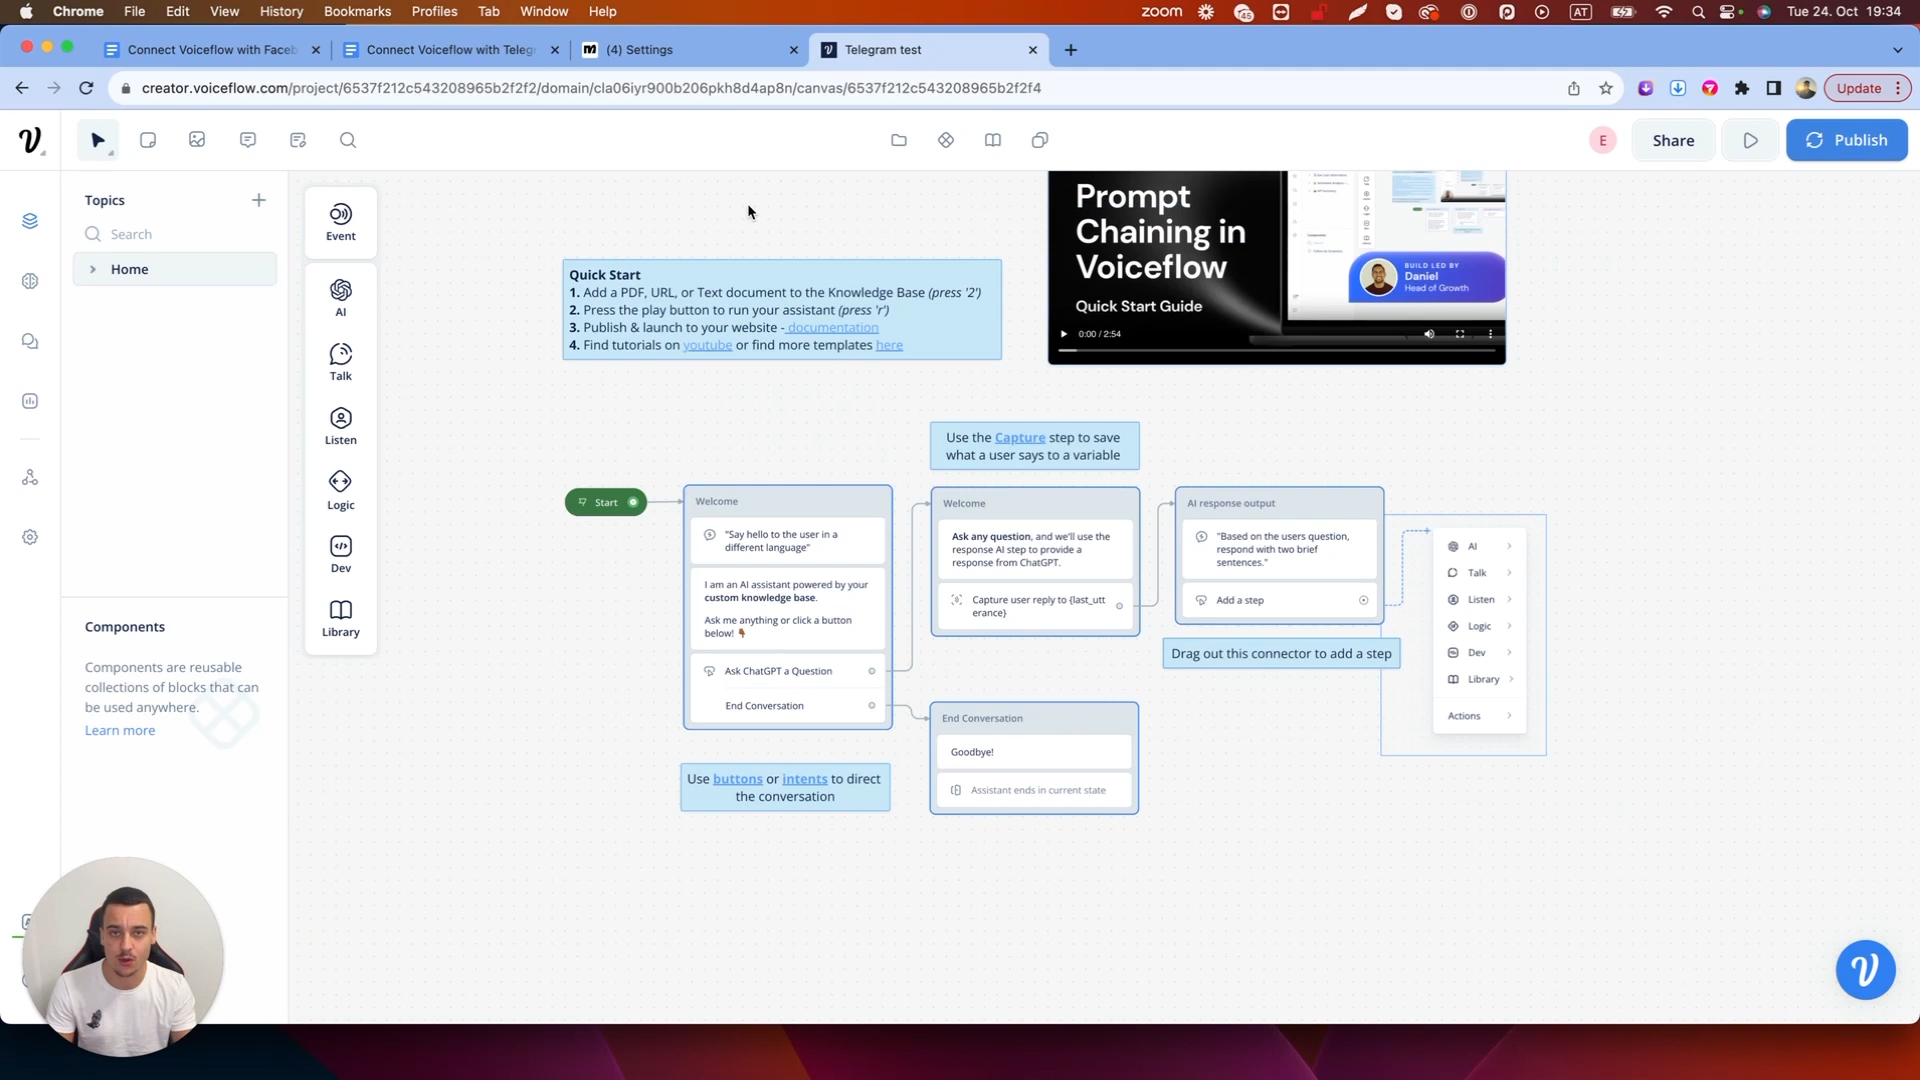 Chrome File Edit View History Bookmarks Profiles Tab Window Help
zoom 45 AT Tue 24. Oct 19:34
Connect Voiceflow with Faceb
Connect Voiceflow with Telegr
(4) Settings
Telegram test
creator.voiceflow.com/project/6537f212c543208965b2f2f2/domain/cla06iyr900b206pkh8d4ap8n/canvas/6537f212c543208965b2f2f4
Update
E
Share
Publish
Topics
Search
Home
Components
Components are reusable
collections of blocks that can
be used anywhere.
Learn more
Event
AI
Talk
Listen
Logic
Dev
Library
Quick Start
1. Add a PDF, URL, or Text document to the Knowledge Base (press '2')
2. Press the play button to run your assistant (press 'r')
3. Publish & launch to your website - documentation
4. Find tutorials on youtube or find more templates here
Prompt
Chaining in
Voiceflow
Quick Start Guide
BUILD LED BY
Daniel
Head of Growth
0:00 / 2:54
Use the Capture step to save
what a user says to a variable
Start
Welcome
"Say hello to the user in a
different language"
I am an AI assistant powered by your
custom knowledge base.
Ask me anything or click a button
below! 👇🏾
Ask ChatGPT a Question
End Conversation
Use buttons or intents to direct
the conversation
Welcome
Ask any question, and we'll use the
response AI step to provide a
response from ChatGPT.
Capture user reply to {last_utt
erance}
End Conversation
Goodbye!
Assistant ends in current state
AI response output
"Based on the users question,
respond with two brief
sentences."
Add a step
Drag out this connector to add a step
AI
Talk
Listen
Logic
Dev
Library
Actions